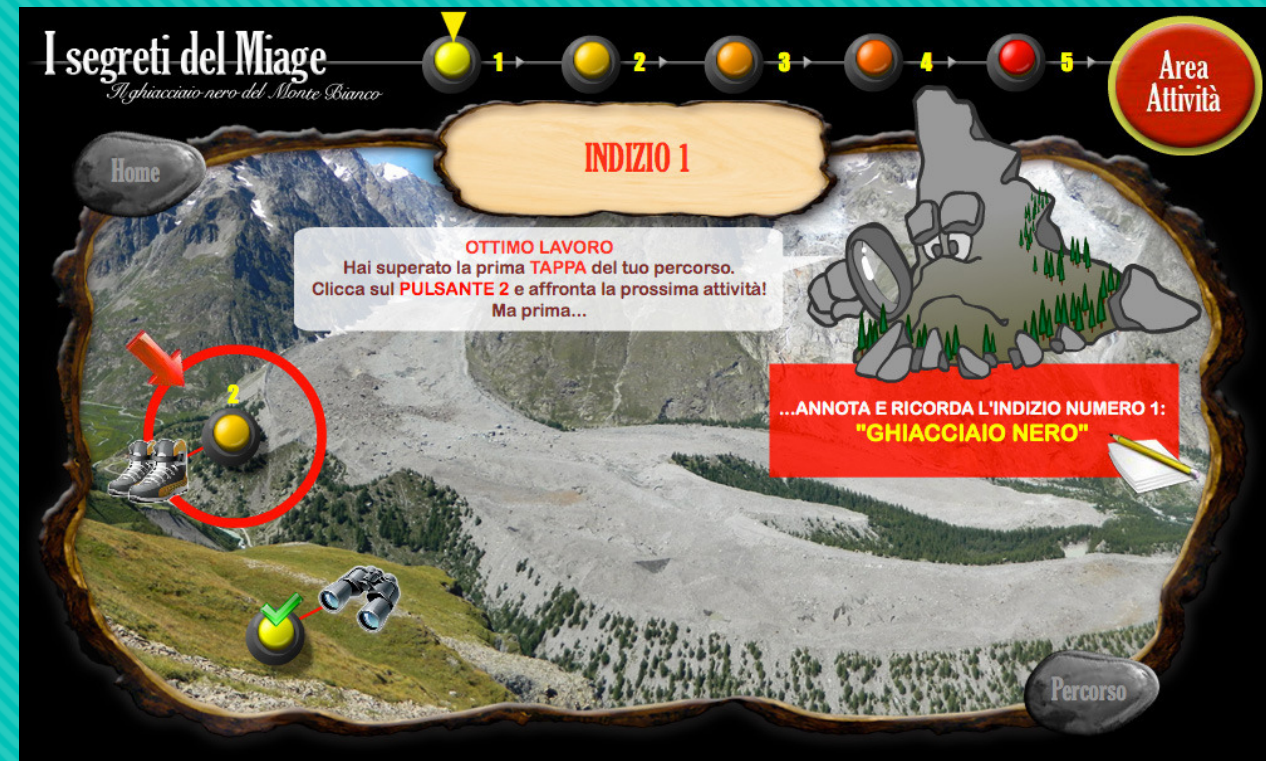 I segreti del Miage
Il ghiacciaio nero del Monte Bianco
1
2
3
4
5
Area
Attività
Home
INDIZIO 1
OTTIMO LAVORO
Hai superato la prima TAPPA del tuo percorso.
Clicca sul PULSANTE 2 e affronta la prossima attività!
Ma prima...
2
...ANNOTA E RICORDA L'INDIZIO NUMERO 1:
"GHIACCIAIO NERO"
Percorso